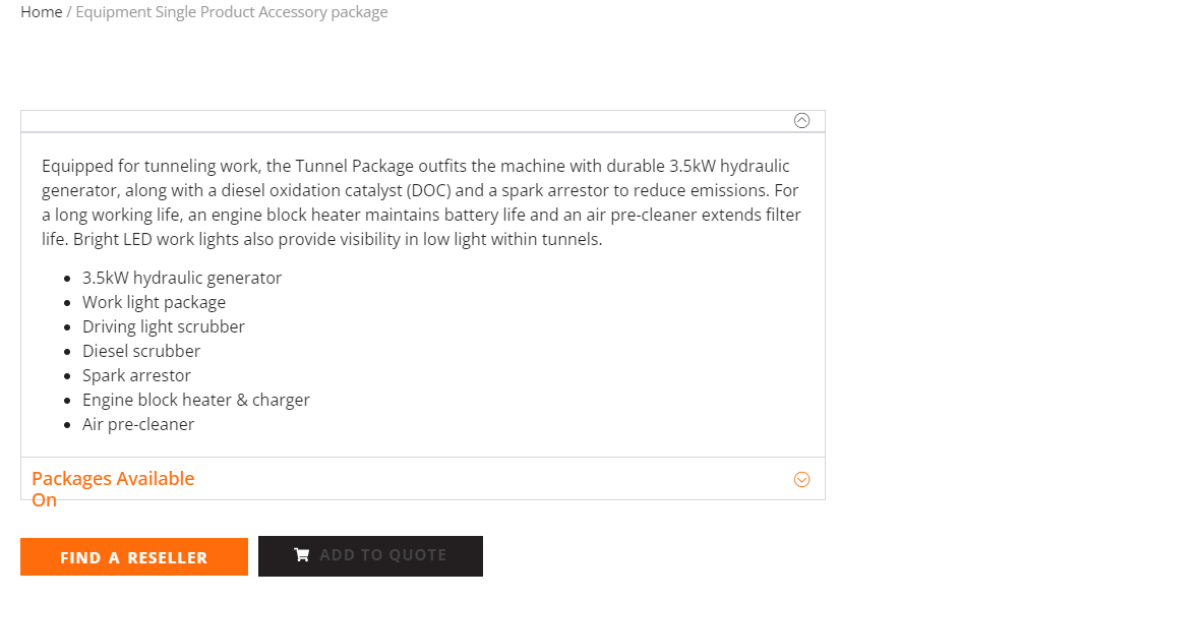 Home / Equipment Single Product Accessory package
Equipped for tunneling work, the Tunnel Package outfits the machine with durable 3.5kW hydraulic
generator, along with a diesel oxidation catalyst (DOC) and a spark arrestor to reduce emissions. For
a long working life, an engine block heater maintains battery life and an air pre-cleaner extends filter
life. Bright LED work lights also provide visibility in low light within tunnels.
3.5kW hydraulic generator
Work light package
Driving light scrubber
Diesel scrubber
Spark arrestor
Engine block heater & charger
Air pre-cleaner
Packages Available
On
FIND A RESELLER
ADD TO QUOTE